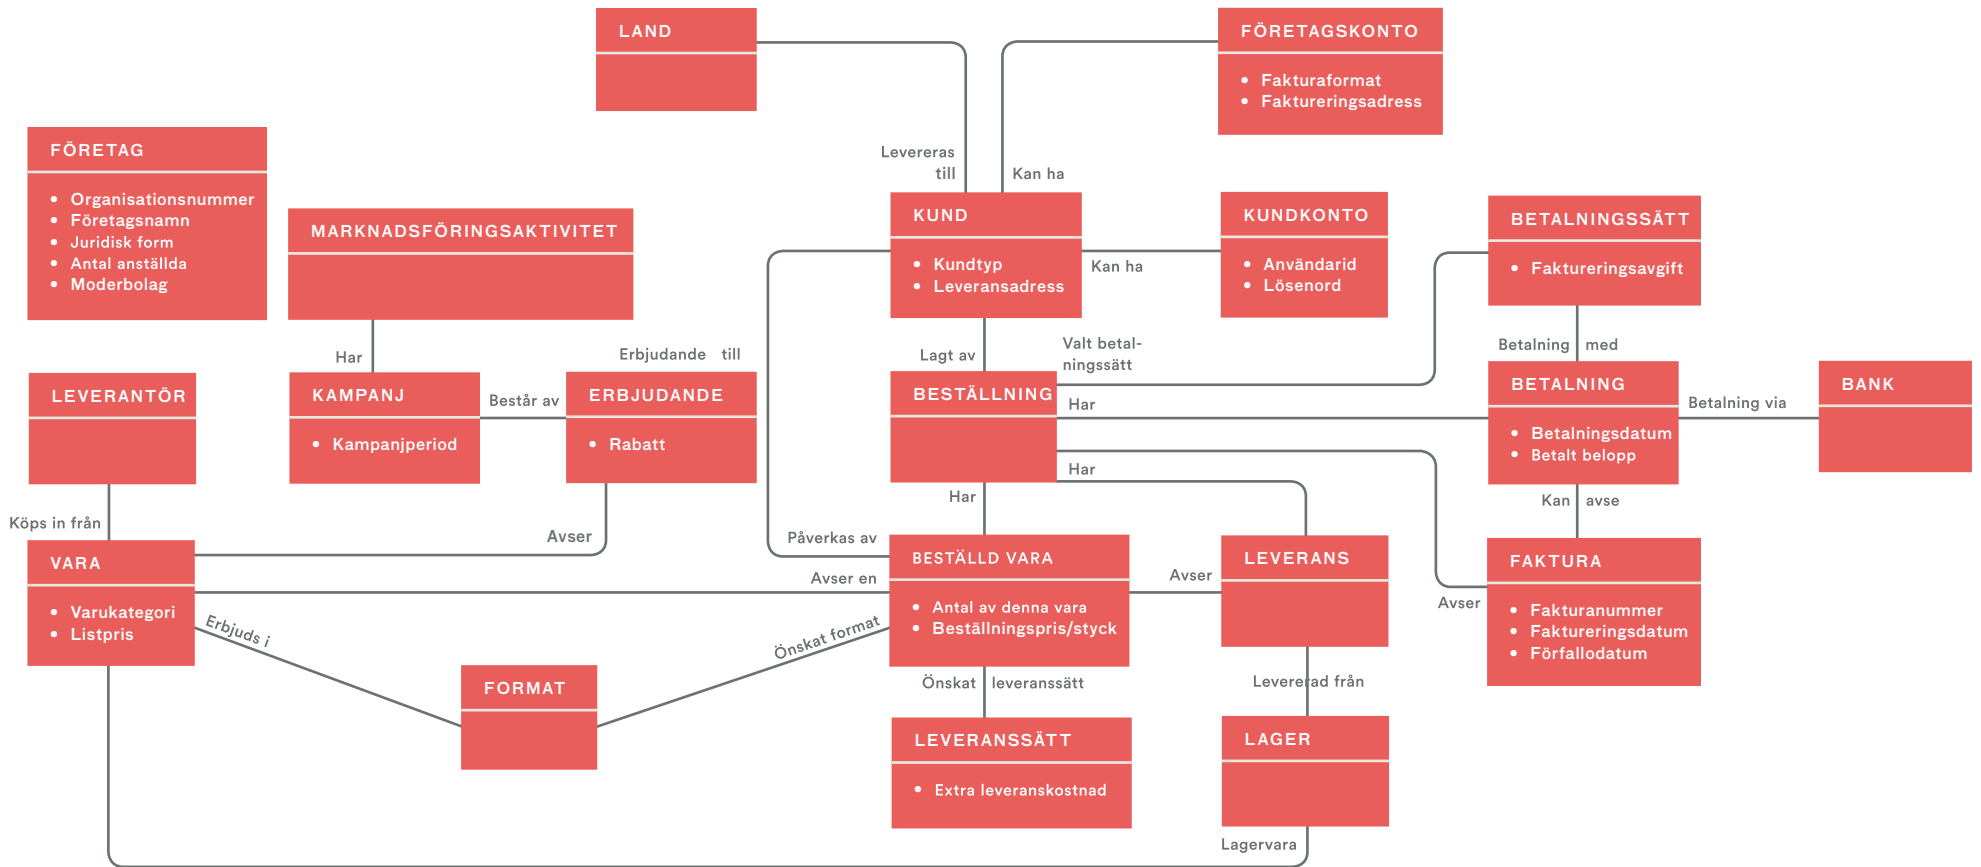 LAND
FÖRETAGSKONTO
• Fakturaformat
• Faktureringsadress
FÖRETAG
• Organisationsnummer
• Företagsnamn
• Juridisk form
• Antal anställda
• Moderbolag
Levereras
till
Kan ha
MARKNADSFÖRINGSAKTIVITET
KUND
• Kundtyp
• Leveransadress
Kan ha
KUNDKONTO
• Användarid
• Lösenord
BETALNINGSSÄTT
• Faktureringsavgift
Har
Erbjudande till
Lagt av
Valt betal-
ningssätt
Betalning med
LEVERANTÖR
KAMPANJ
• Kampanjperiod
Består av
ERBJUDANDE
• Rabatt
BESTÄLLNING
Har
Har
BETALNING
• Betalningsdatum
• Betalt belopp
Betalning via
BANK
Köps in från
Avser
Har
Påverkas av
Kan avse
VARA
• Varukategori
• Listpris
Avser en
BESTÄLLD VARA
• Antal av denna vara
• Beställningspris/styck
Avser
LEVERANS
Avser
FAKTURA
• Fakturanummer
• Faktureringsdatum
• Förfallodatum
Erbjuds i
Önskat format
FORMAT
Önskat leveranssätt
Levererad från
LEVERANSSÄTT
• Extra leveranskostnad
LAGER
Lagervara